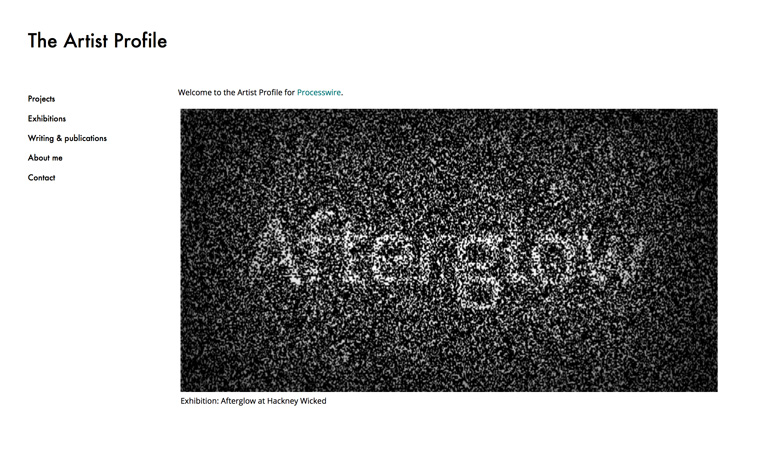 The Artist Profile
Projects
Exhibitions
Writing & publications
About me
Contact
Welcome to the Artist Profile for Processwire.
Afterglow
Exhibition: Afterglow at Hackney Wicked